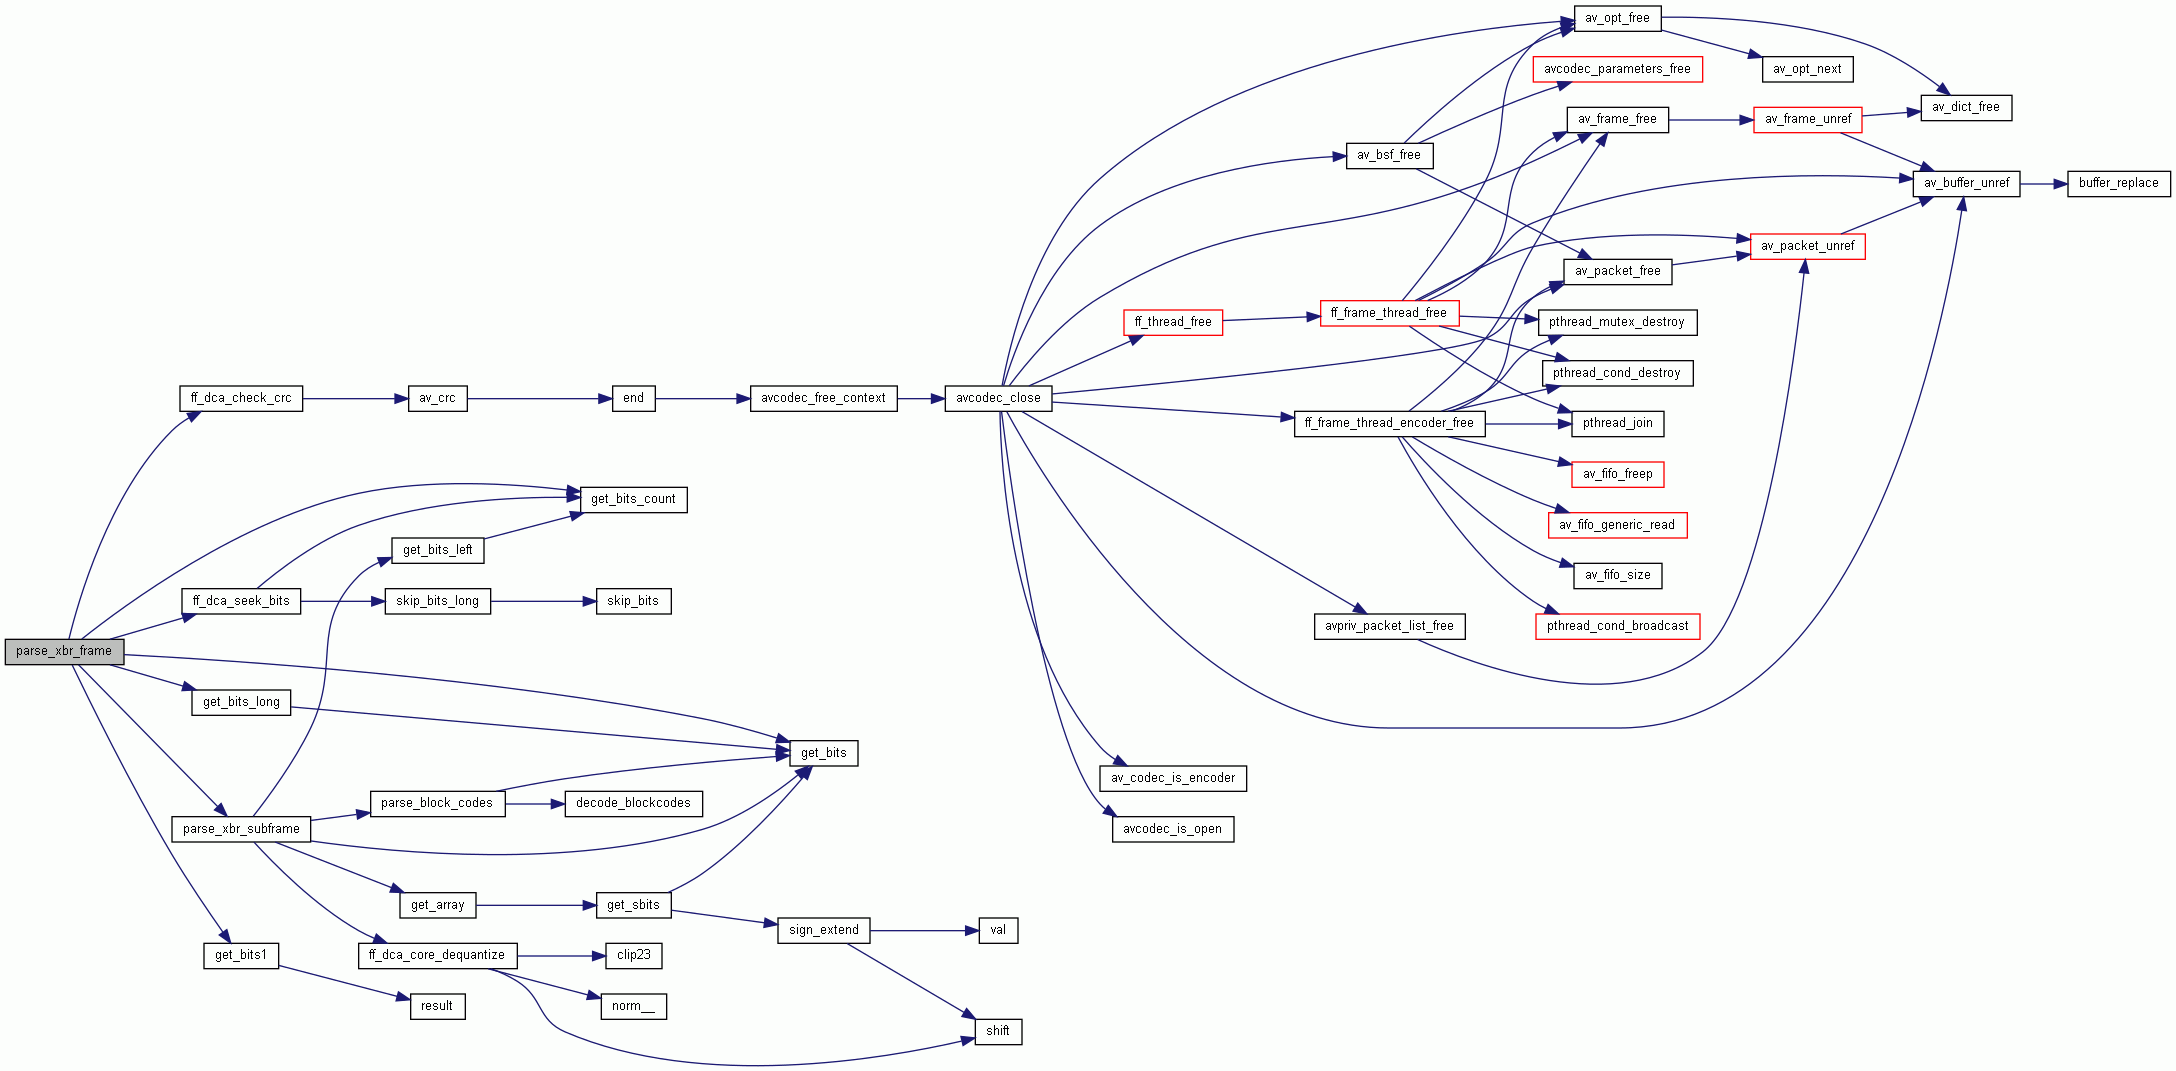 av_opt_free
avcodec_parameters_free
av_opt_next
av_dict_free
av_frame_free
av_frame_unref
av_bsf_free
av_buffer_unref
buffer_replace
av_packet_unref
av_packet_free
ff_thread_free
ff_frame_thread_free
pthread_mutex_destroy
pthread_cond_destroy
ff_dca_check_crc
av_crc
end
avcodec_free_context
avcodec_close
ff_frame_thread_encoder_free
pthread_join
av_fifo_freep
get_bits_count
av_fifo_generic_read
get_bits_left
av_fifo_size
ff_dca_seek_bits
skip_bits_long
skip_bits
avpriv_packet_list_free
pthread_cond_broadcast
parse_xbr_frame
get_bits_long
get_bits
av_codec_is_encoder
parse_block_codes
decode_blockcodes
parse_xbr_subframe
avcodec_is_open
get_array
get_sbits
sign_extend
val
get_bits1
ff_dca_core_dequantize
clip23
result
norm__
shift